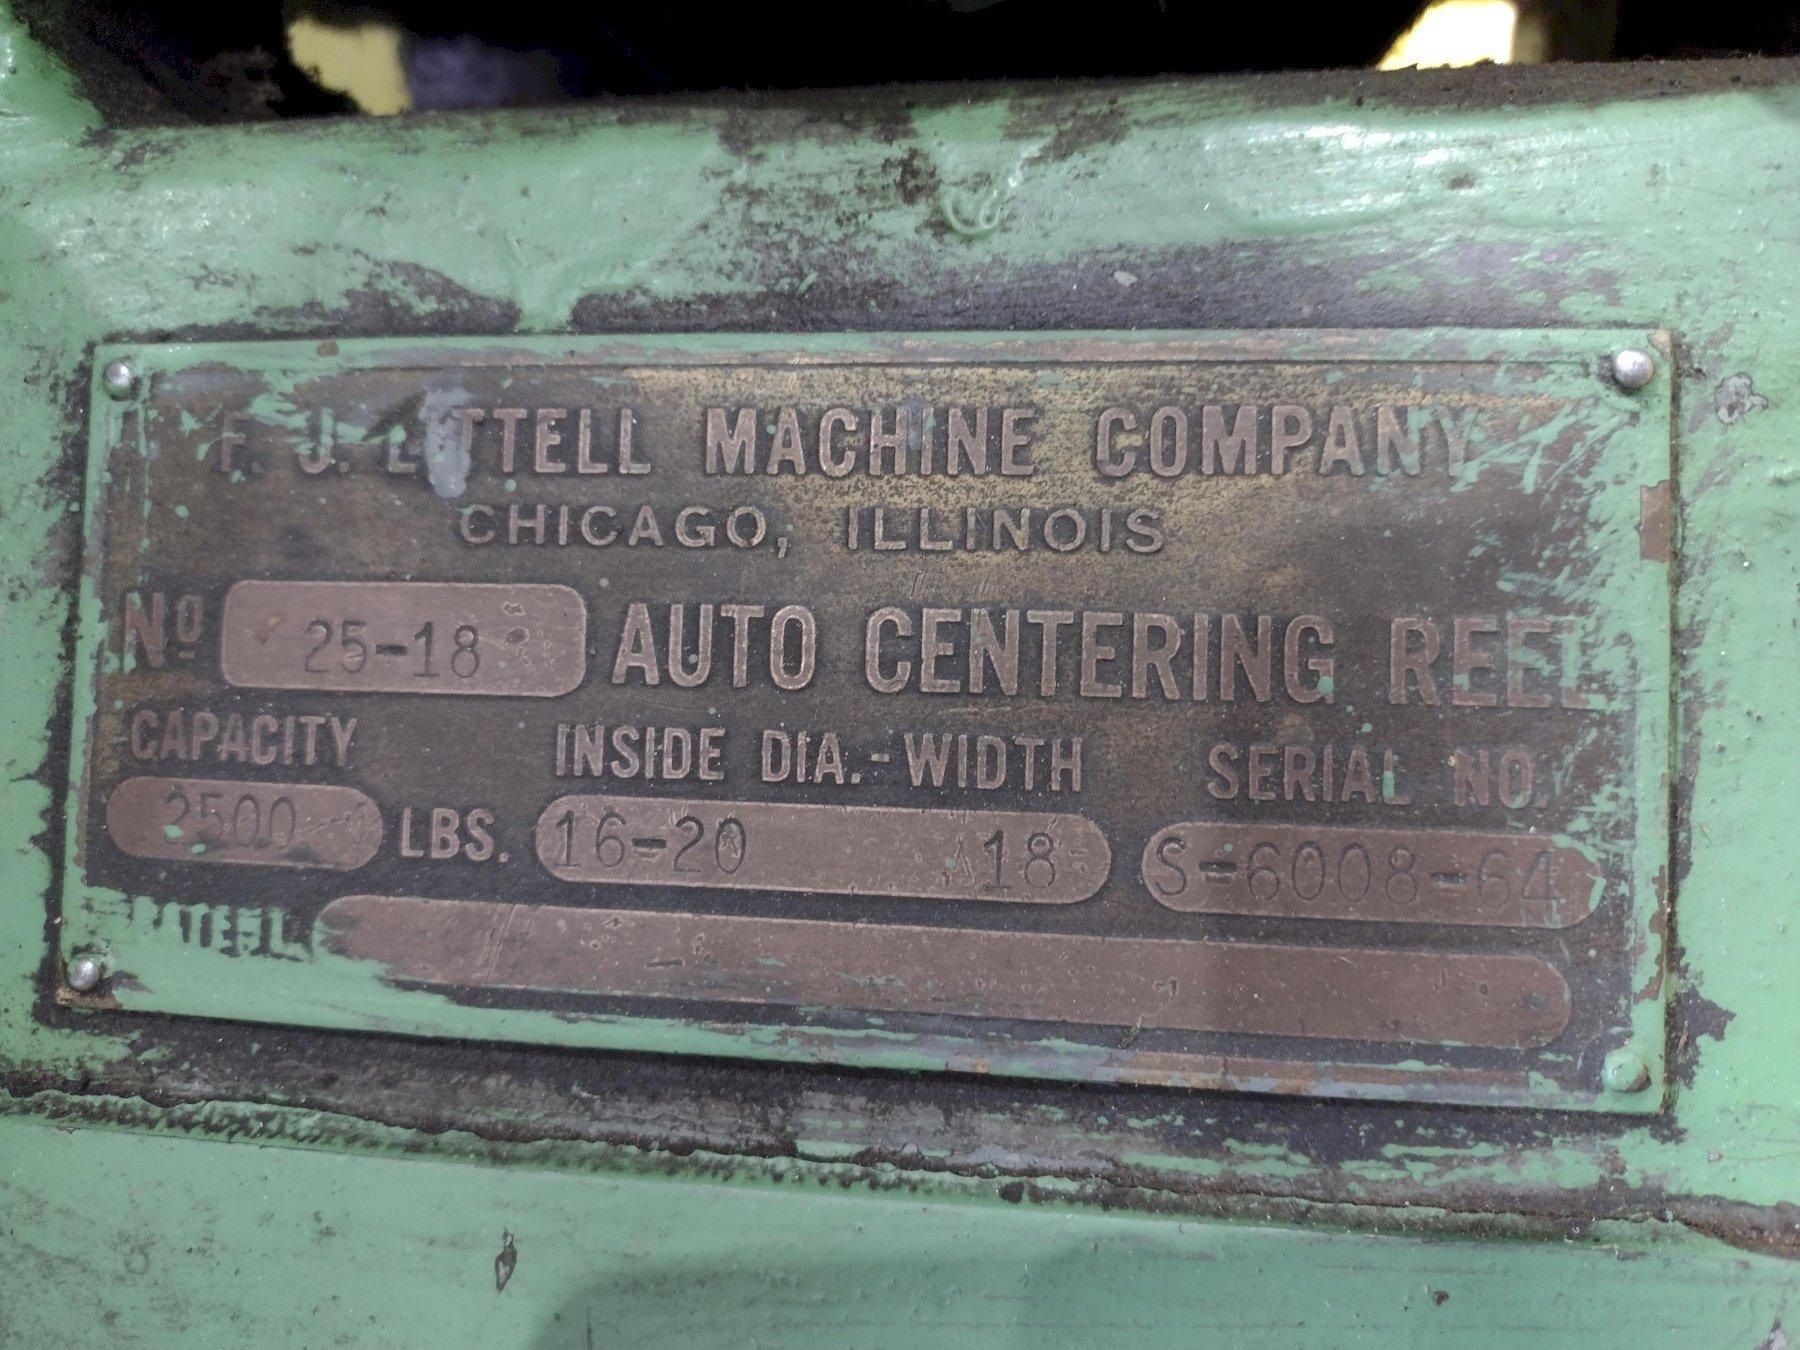 F. J. LITTELL MACHINE COMPANY
CHICAGO, ILLINOIS
Nº 25-18 AUTO CENTERING REEL
CAPACITY INSIDE DIA.-WIDTH SERIAL NO.
2500 LBS. 16-20 18 S-6008-64